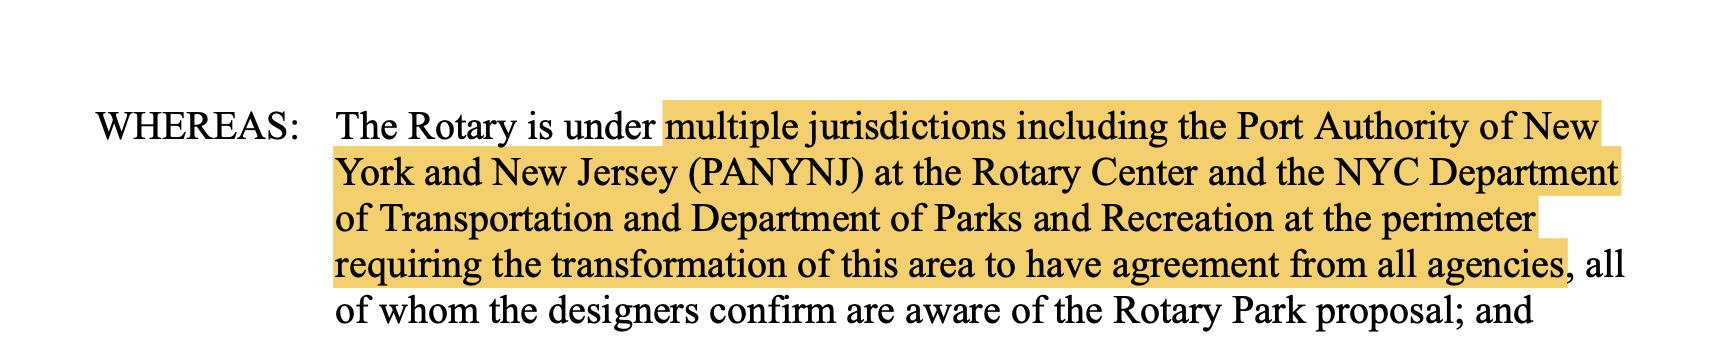 WHEREAS: The Rotary is under multiple jurisdictions including the Port Authority of New
York and New Jersey (PANYNJ) at the Rotary Center and the NYC Department
of Transportation and Department of Parks and Recreation at the perimeter
requiring the transformation of this area to have agreement from all agencies, all
of whom the designers confirm are aware of the Rotary Park proposal; and